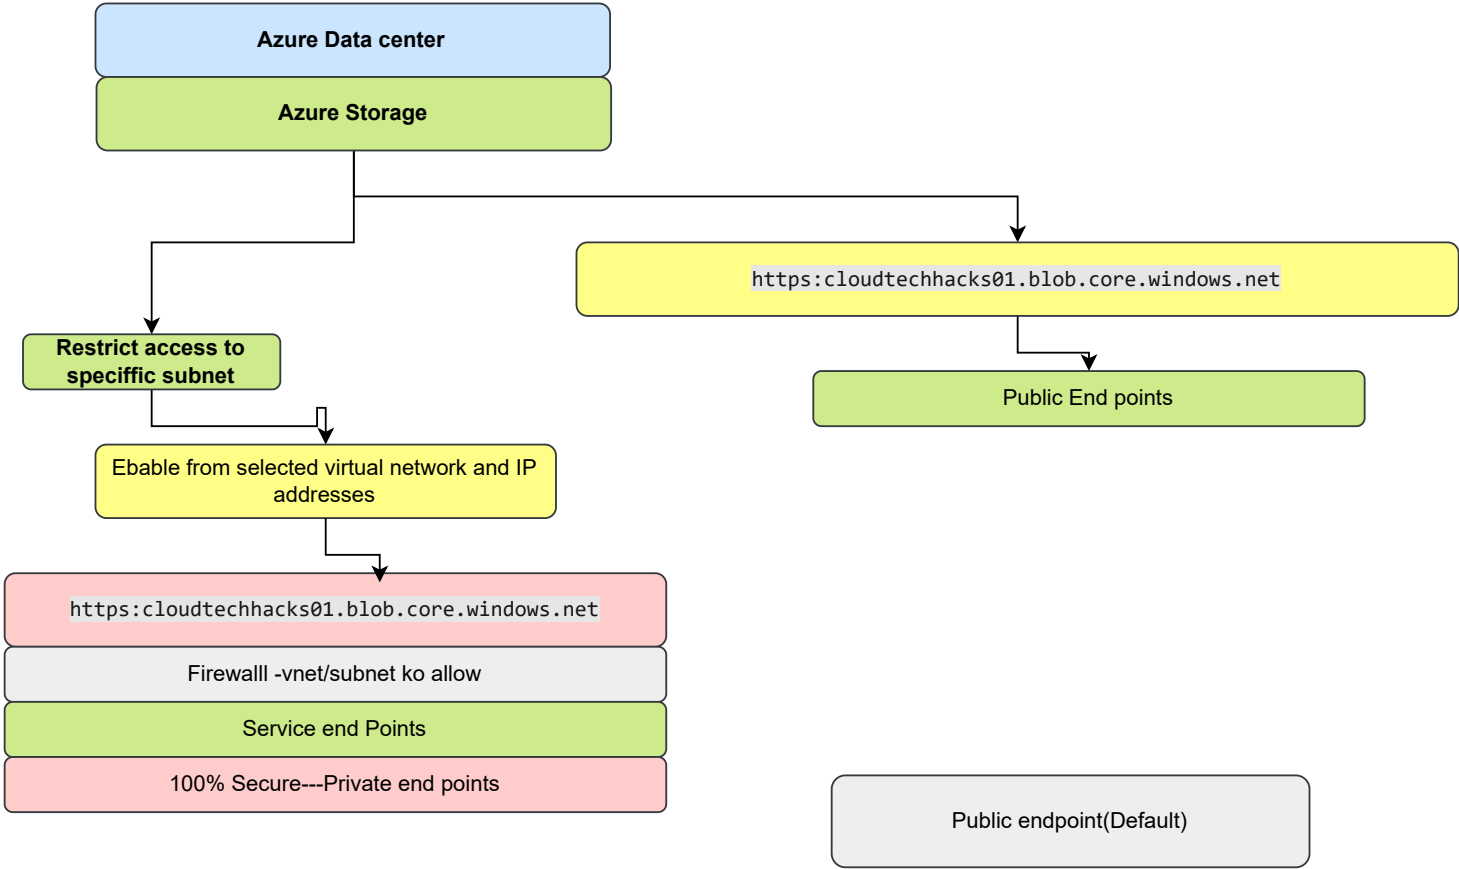 Azure Data center
Azure Storage
https:cloudtechhacks01.blob.core.windows.net
Restrict access to
speciffic subnet
Public End points
Ebable from selected virtual network and IP
addresses
https:cloudtechhacks01.blob.core.windows.net
Firewalll -vnet/subnet ko allow
Service end Points
100% Secure---Private end points
Public endpoint(Default)